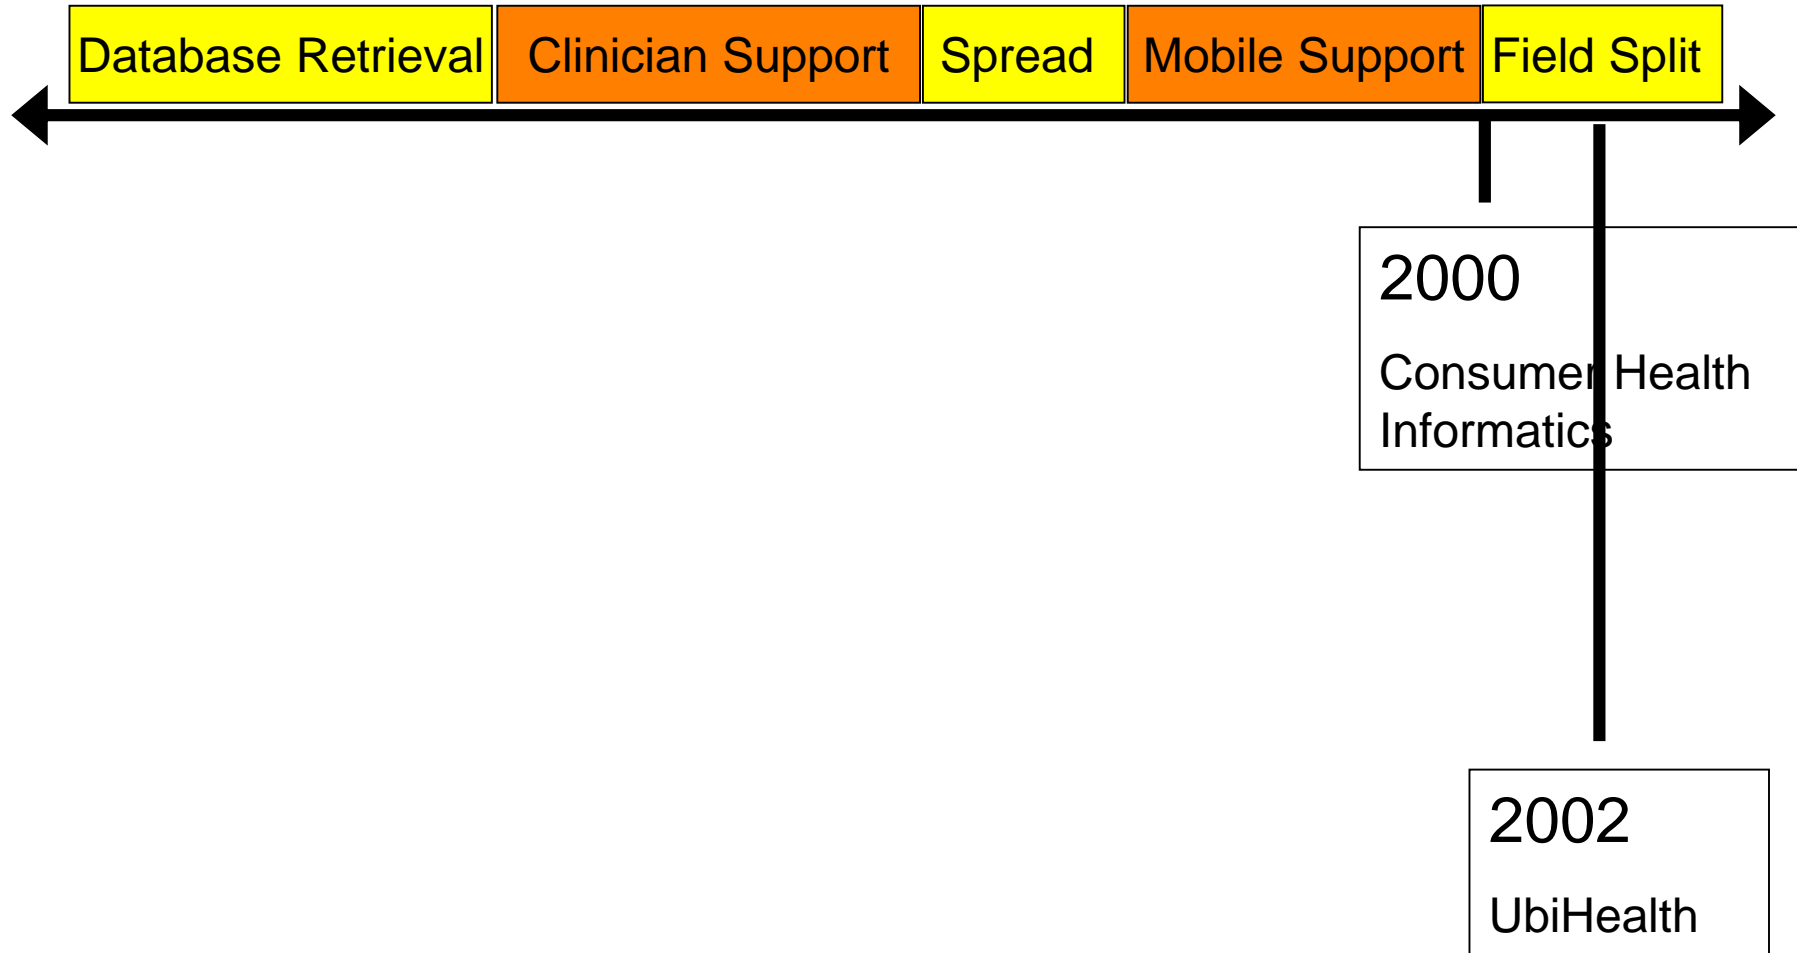 Database Retrieval
Clinician Support
Spread
Mobile Support
Field Split
2000
Consumer Health
Informatics
2002
UbiHealth